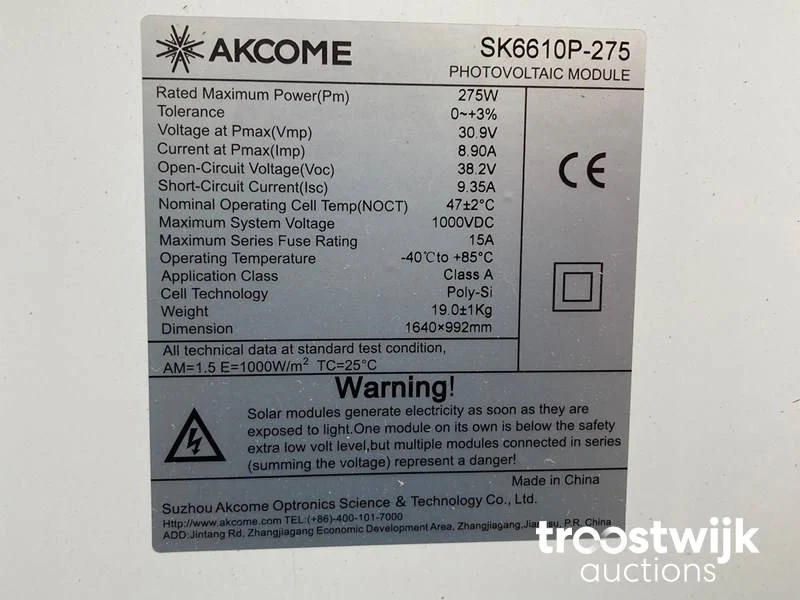 AKCOME
SK6610P-275
PHOTOVOLTAIC MODULE
Rated Maximum Power(Pm) 275W
Tolerance 0~+3%
Voltage at Pmax(Vmp) 30.9V
Current at Pmax(Imp) 8.90A
Open-Circuit Voltage(Voc) 38.2V
Short-Circuit Current(Isc) 9.35A
Nominal Operating Cell Temp(NOCT) 47±2°C
Maximum System Voltage 1000VDC
Maximum Series Fuse Rating 15A
Operating Temperature -40℃to +85°C
Application Class Class A
Cell Technology Poly-Si
Weight 19.0±1Kg
Dimension 1640×992mm
CE
All technical data at standard test condition,
AM=1.5 E=1000W/m² TC=25°C
Warning!
Solar modules generate electricity as soon as they are
exposed to light.One module on its own is below the safety
extra low volt level,but multiple modules connected in series
(summing the voltage) represent a danger!
Made in China
Suzhou Akcome Optronics Science & Technology Co., Ltd.
Http://www.akcome.com TEL:(+86)-400-101-7000
ADD:Jintang Rd, Zhangjiagang Economic Development Area, Zhangjiagang,Jiangsu, P.R. China
troostwijk
auctions